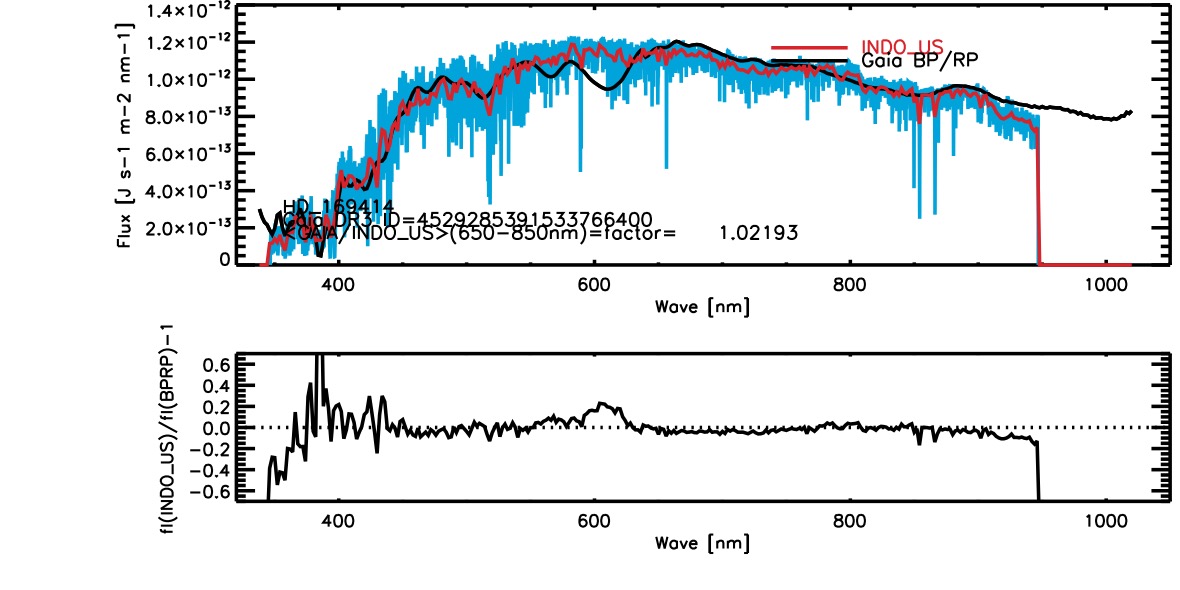 1.4×10−12
1.2×10−12
1.0×10−12
8.0×10−13
6.0×10−13
4.0×10−13
2.0×10−13
0
Flux [J s−1 m−2 nm−1]
INDO_US
Gaia BP/RP
HD_169414
Gaia DR3 ID=4529285391533766400
<GAIA/INDO_US>(650−850nm)=factor= 1.02193
400 600 800 1000
Wave [nm]
0.6
0.4
0.2
0.0
−0.2
−0.4
−0.6
fl(INDO_US)/fl(BPRP)−1
400 600 800 1000
Wave [nm]